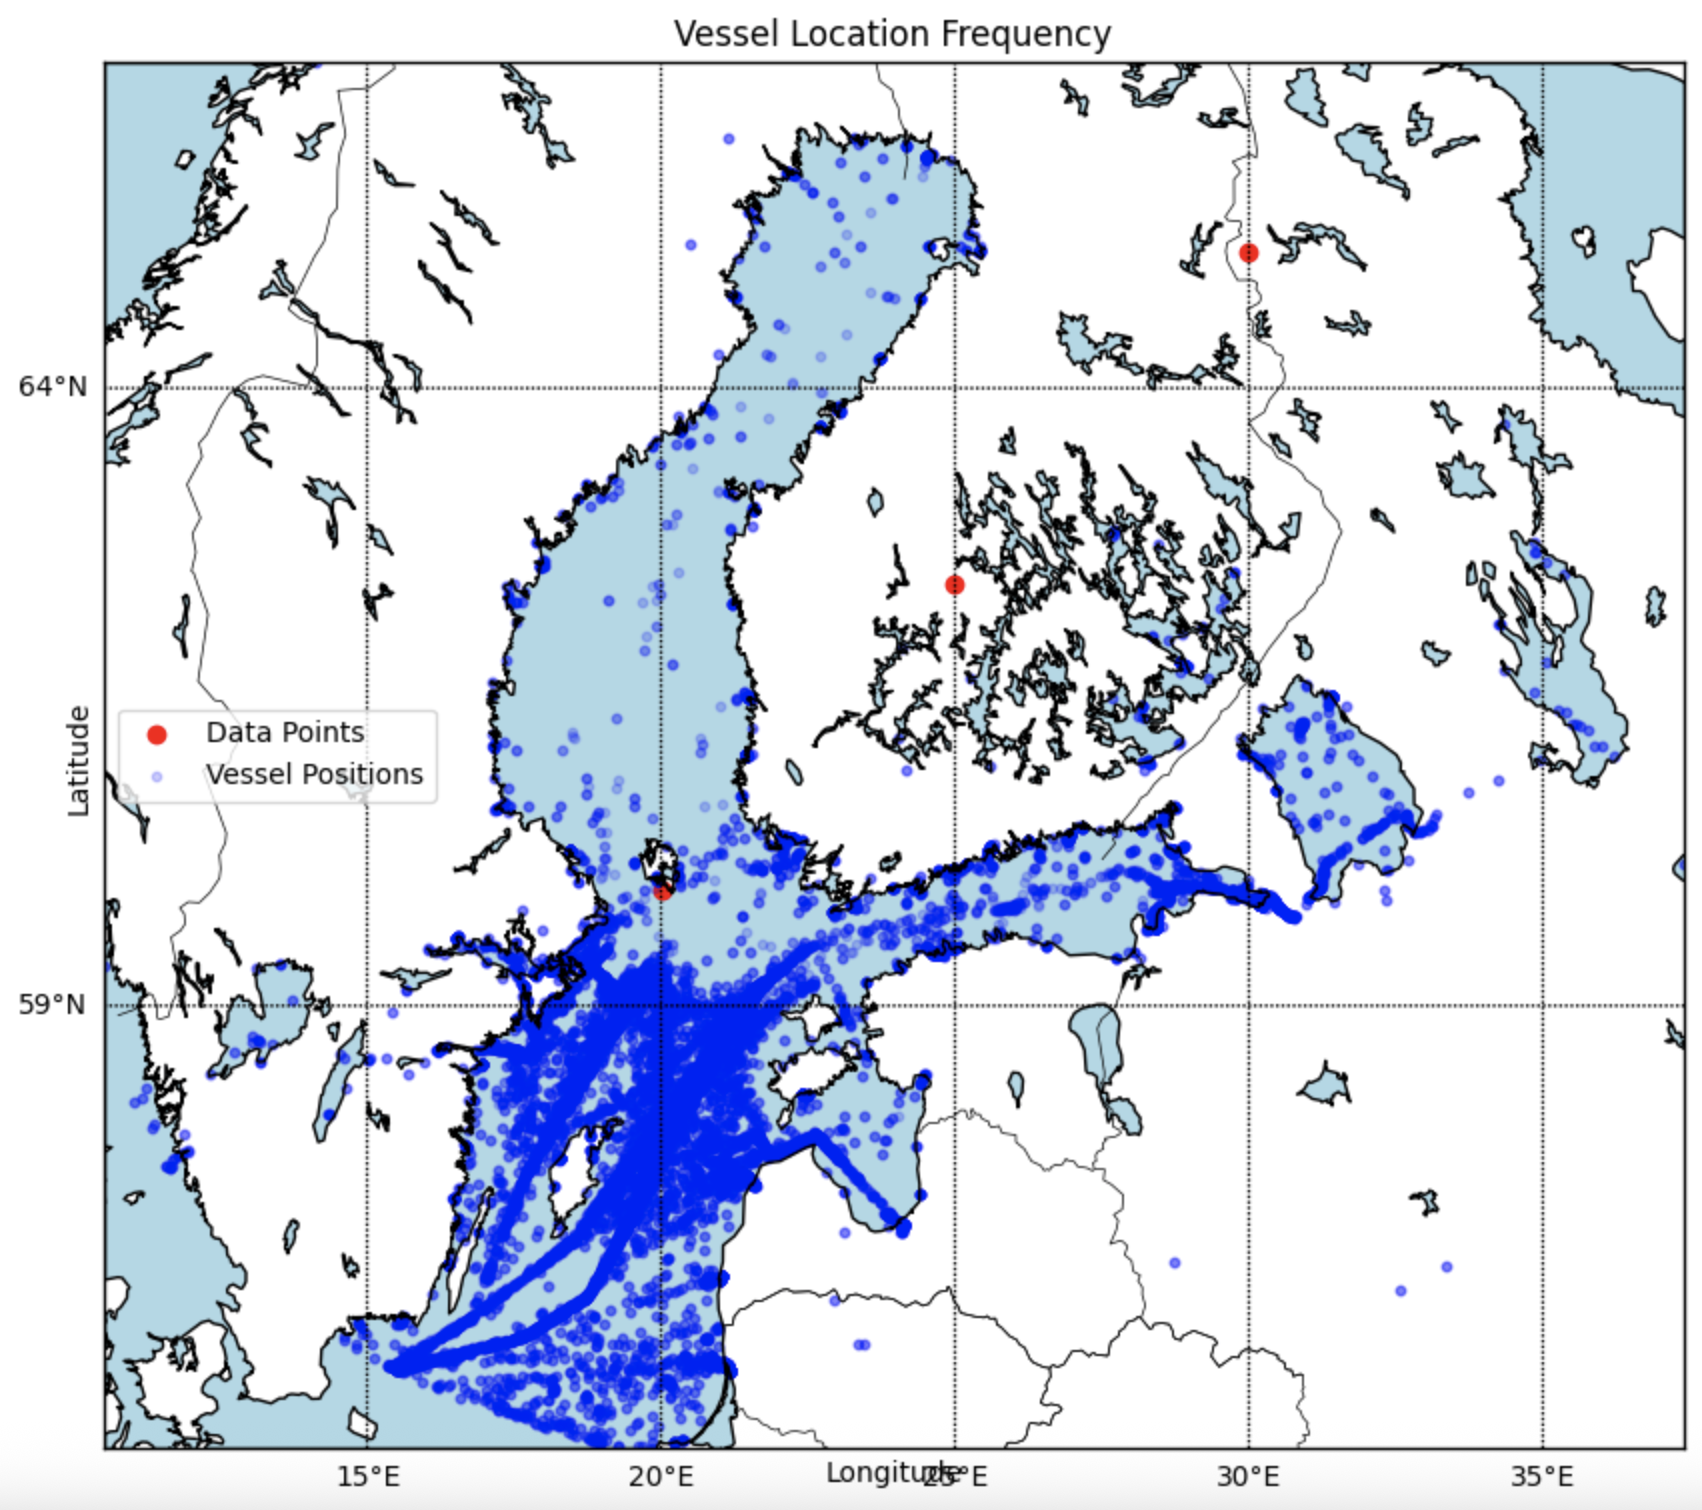 Vessel Location Frequency
64°N
Latitude
Data Points
Vessel Positions
59°N
15°E
20°E
Longitude
25°E
30°E
35°E